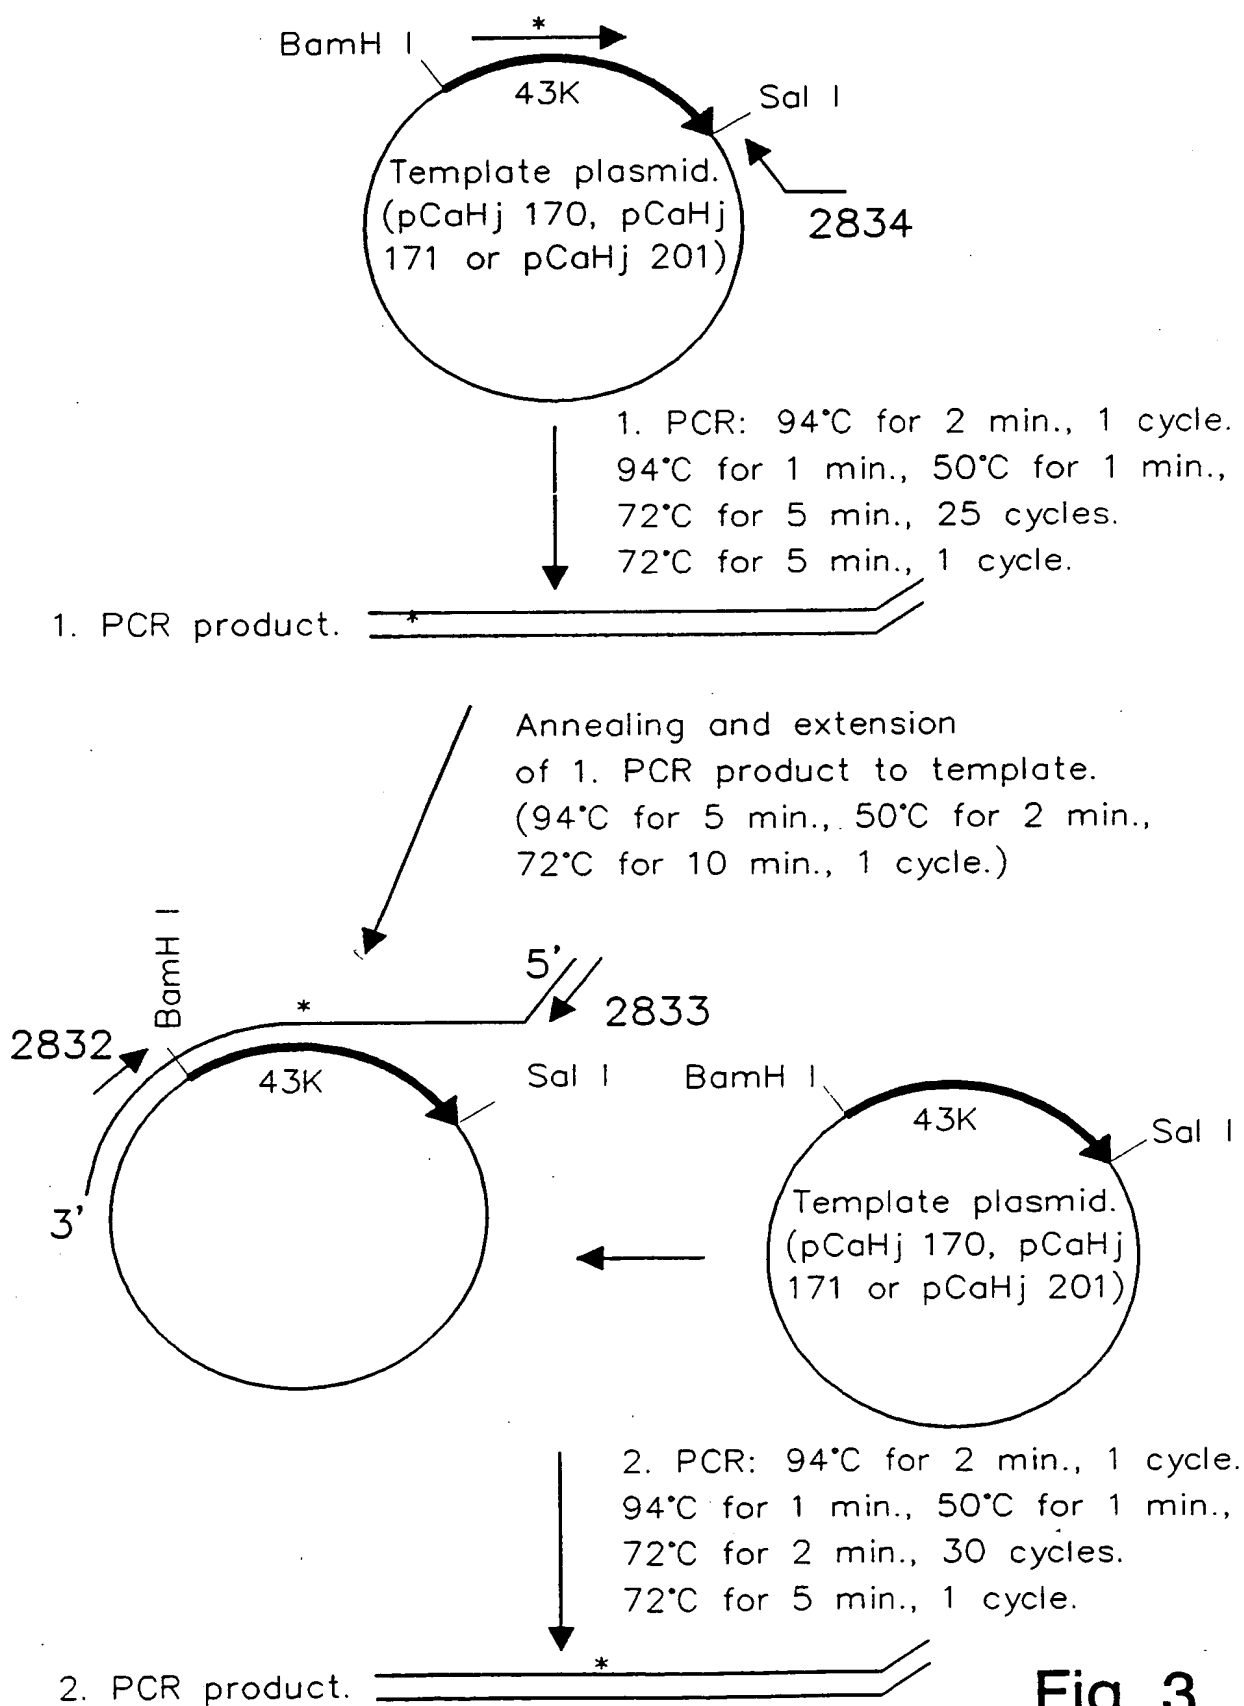 *
BamH I
43K
Sal I
Template plasmid.
(pCaHj 170, pCaHj
171 or pCaHj 201)
2834
1. PCR: 94°C for 2 min., 1 cycle.
94°C for 1 min., 50°C for 1 min.,
72°C for 5 min., 25 cycles.
72°C for 5 min., 1 cycle.
1. PCR product.
*
Annealing and extension
of 1. PCR product to template.
(94°C for 5 min., 50°C for 2 min.,
72°C for 10 min., 1 cycle.)
BamH I
5'
*
2833
2832
43K
Sal I
3'
BamH I
43K
Sal I
Template plasmid.
(pCaHj 170, pCaHj
171 or pCaHj 201)
2. PCR: 94°C for 2 min., 1 cycle.
94°C for 1 min., 50°C for 1 min.,
72°C for 2 min., 30 cycles.
72°C for 5 min., 1 cycle.
*
2. PCR product.
Fig. 3